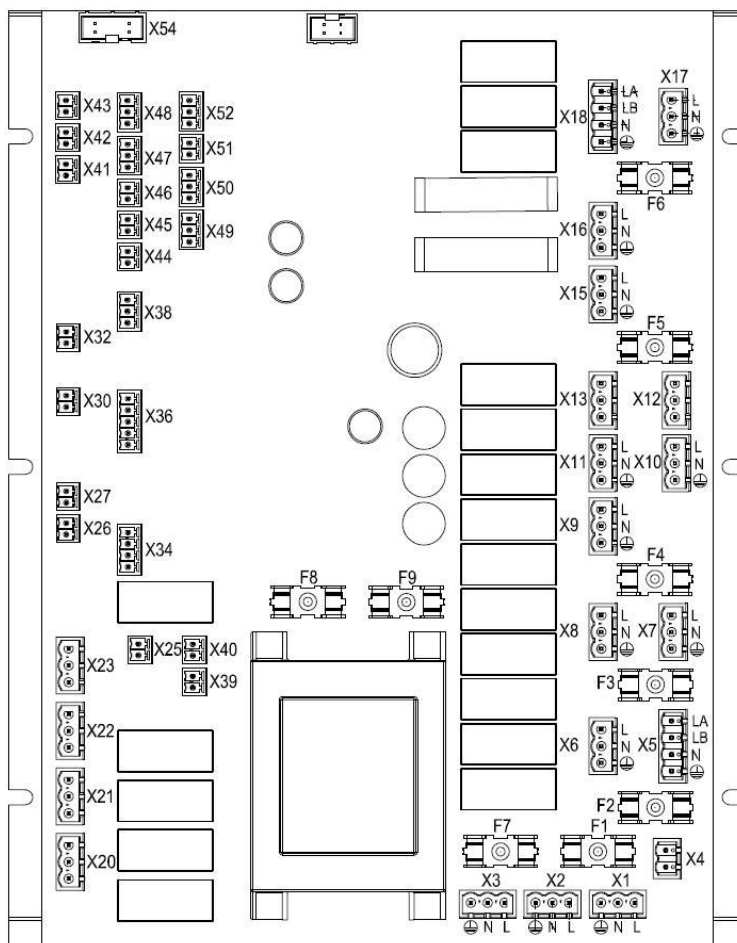 X54
X43 X48 X52 X18 LA X17 L
X42 LB N
X41 X47 X51 N
X46 X50 F6
X45 X49 X16 L
X44 N
X38 X15 L
X32 N
F5
X30 X36 X13 X12
X27 X11 L X10 L
N N
X26 X34 X9 L
N
F8 F9 F4
X25 X40 X8 L X7 L
X23 X39 N N
F3
X22 X6 L X5 LA
N LB
N
X21 F2
X20 F7 F1 X4
X3 X2 X1
N L N L N L